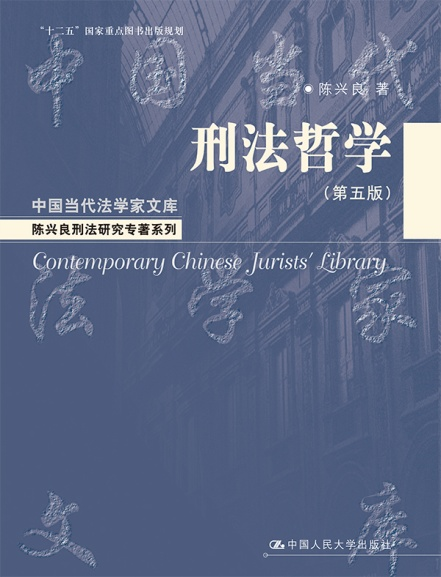 "十二五"国家重点图书出版规划
中国当代
陈兴良 著
刑法哲学
(第五版)
中国当代法学家文库
陈兴良刑法研究专著系列
Contemporary Chinese Jurists' Library
法学家
文库
中国人民大学出版社